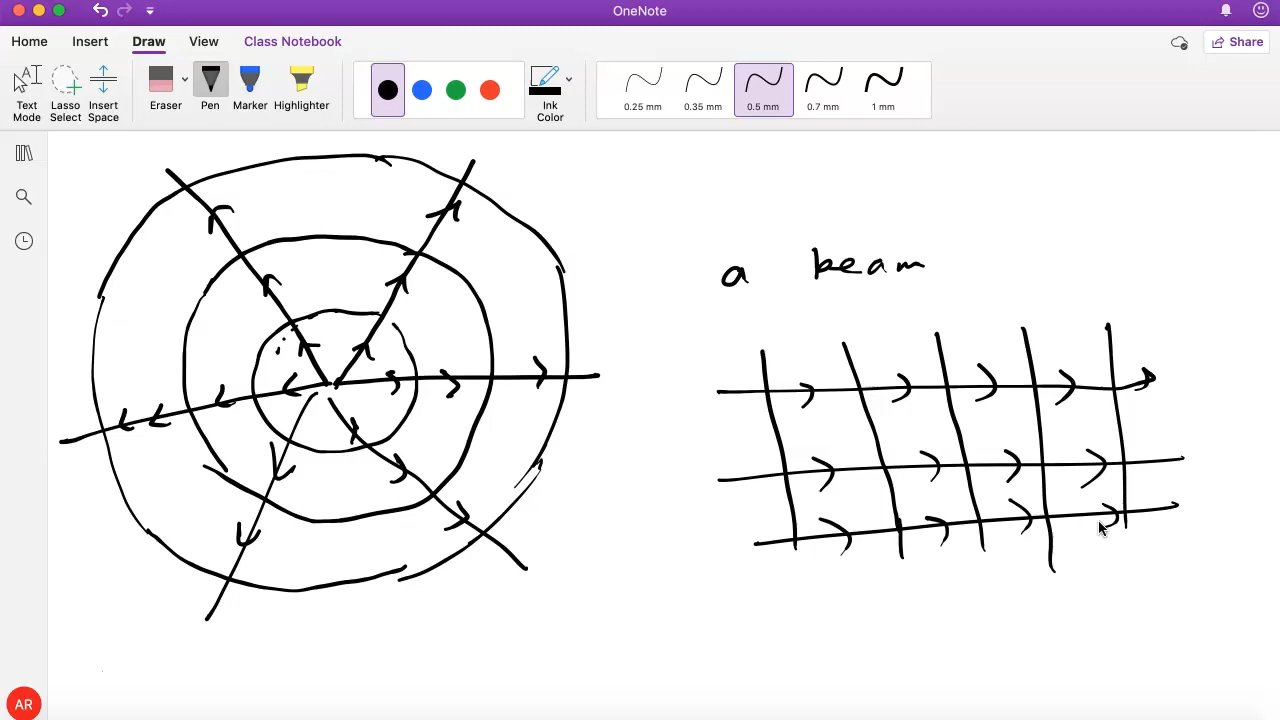 OneNote
Home Insert Draw View Class Notebook Share
Text Mode Lasso Select Insert Space Eraser Pen Marker Highlighter Ink Color 0.25 mm 0.35 mm 0.5 mm 0.7 mm 1 mm
a beam
AR